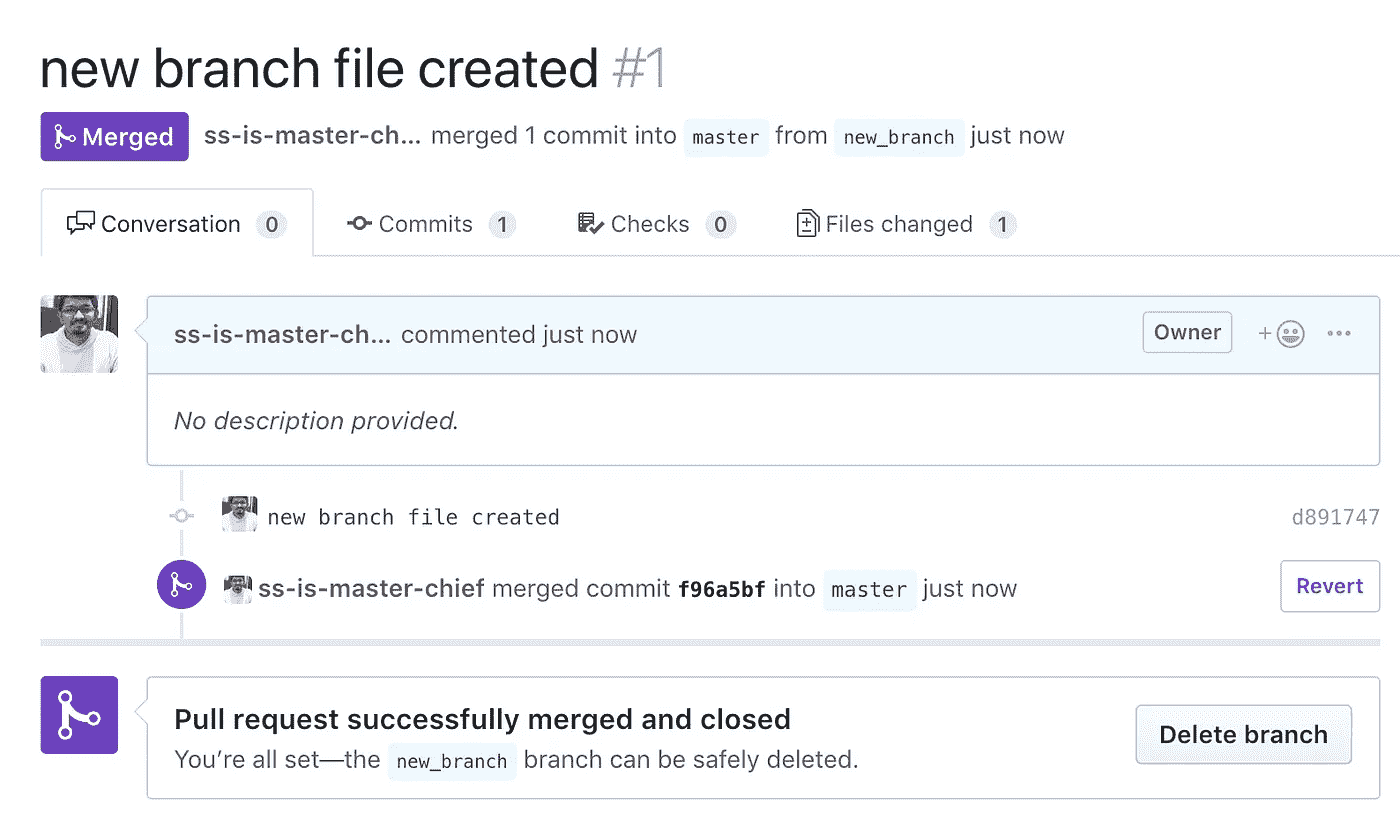 new branch file created #1
Merged ss-is-master-ch... merged 1 commit into master from new_branch just now
Conversation 0 Commits 1 Checks 0 Files changed 1
ss-is-master-ch... commented just now Owner
No description provided.
new branch file created d891747
ss-is-master-chief merged commit f96a5bf into master just now Revert
Pull request successfully merged and closed
You’re all set—the new_branch branch can be safely deleted.
Delete branch